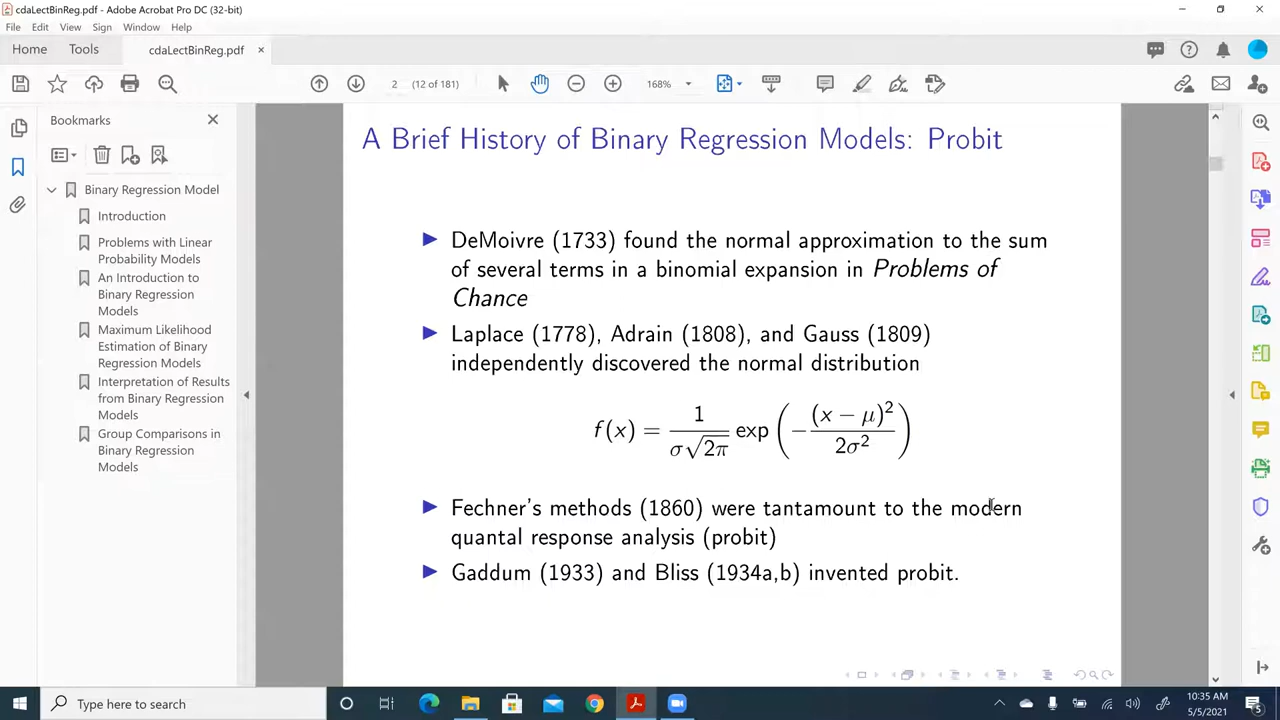 cdaLectBinReg.pdf - Adobe Acrobat Pro DC (32-bit)
File Edit View Sign Window Help
Home Tools cdaLectBinReg.pdf ×
2 (12 of 181) 168%
Bookmarks
Binary Regression Model
Introduction
Problems with Linear
Probability Models
An Introduction to
Binary Regression
Models
Maximum Likelihood
Estimation of Binary
Regression Models
Interpretation of Results
from Binary Regression
Models
Group Comparisons in
Binary Regression
Models
A Brief History of Binary Regression Models: Probit
▶ DeMoivre (1733) found the normal approximation to the sum
of several terms in a binomial expansion in Problems of
Chance
▶ Laplace (1778), Adrain (1808), and Gauss (1809)
independently discovered the normal distribution
f(x) = 1/(σ√2π) exp(−(x − μ)²/2σ²)
▶ Fechner's methods (1860) were tantamount to the modern
quantal response analysis (probit)
▶ Gaddum (1933) and Bliss (1934a,b) invented probit.
Type here to search
10:35 AM
5/5/2021
5